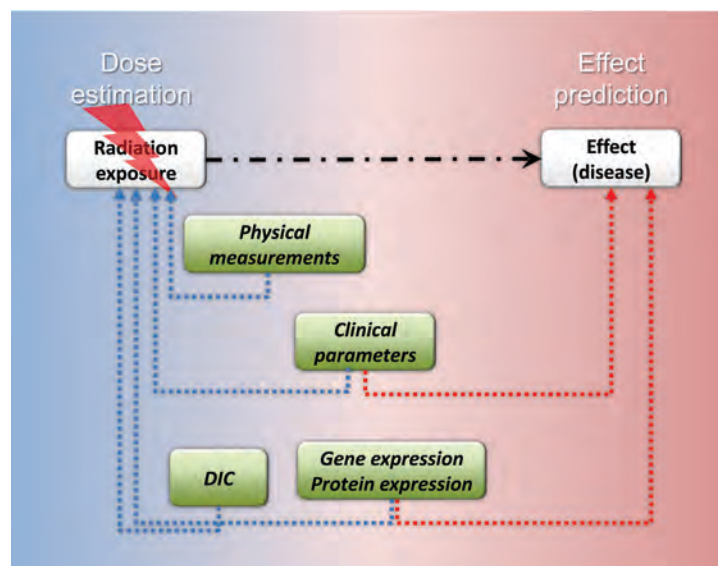 Dose
estimation
Effect
prediction
Radiation
exposure
Effect
(disease)
Physical
measurements
Clinical
parameters
DIC
Gene expression
Protein expression